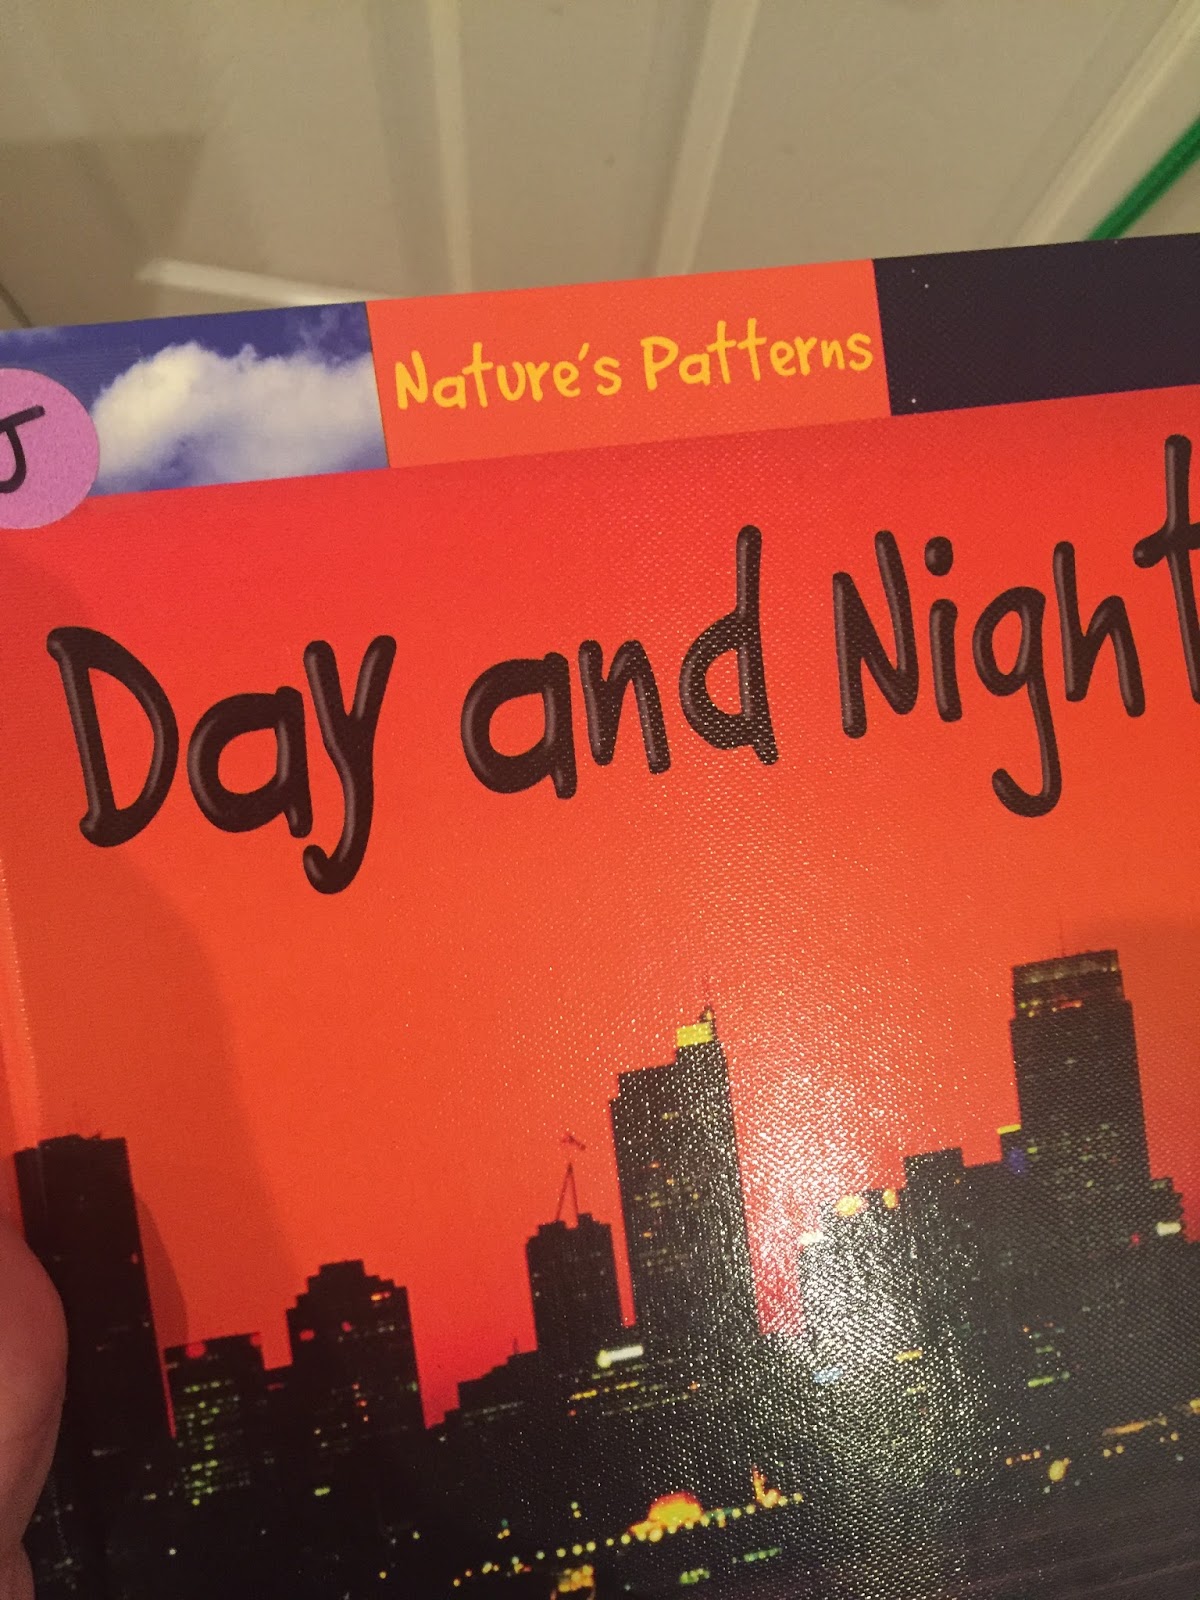 Nature's Patterns
J
Day and Night